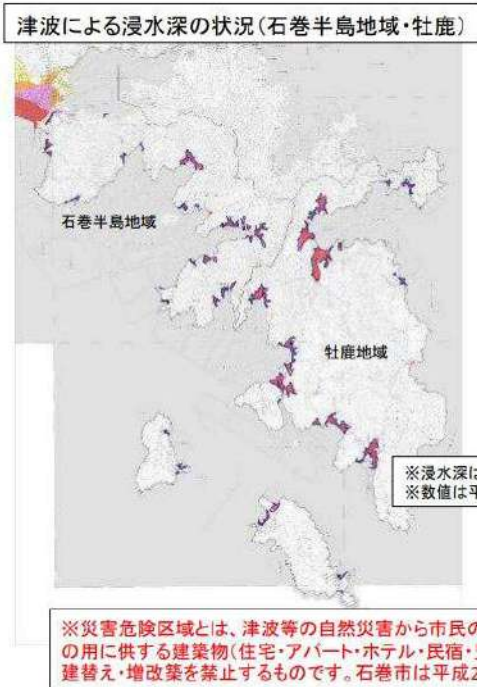 津波による浸水深の状況(石巻半島地域・牡鹿)
石巻半島地域
牡鹿地域
※浸水深は
※数値は平
※災害危険区域とは、津波等の自然災害から市民の
の用に供する建築物(住宅・アパート・ホテル・民宿・
建替え・増改築を禁止するものです。石巻市は平成2